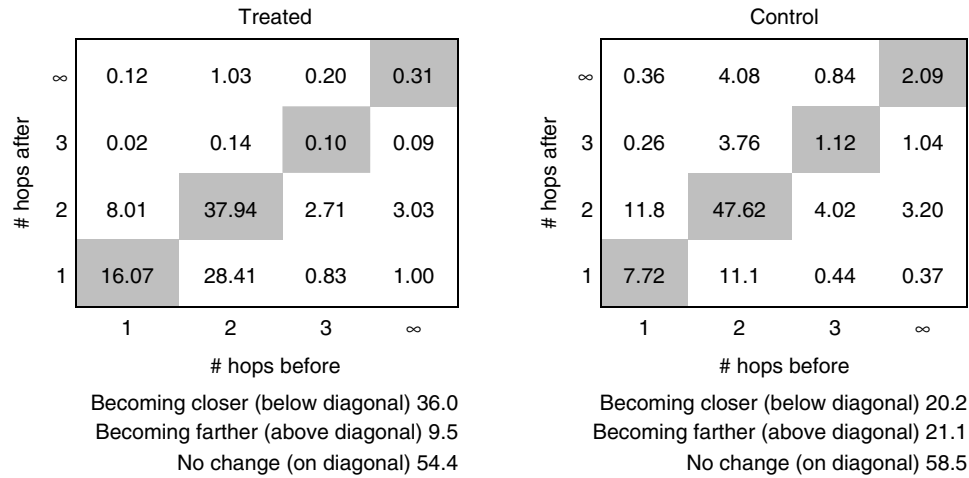 Treated
∞ 0.12 1.03 0.20 0.31
3 0.02 0.14 0.10 0.09
2 8.01 37.94 2.71 3.03
1 16.07 28.41 0.83 1.00
1 2 3 ∞
# hops after
# hops before
Becoming closer (below diagonal) 36.0
Becoming farther (above diagonal) 9.5
No change (on diagonal) 54.4
Control
∞ 0.36 4.08 0.84 2.09
3 0.26 3.76 1.12 1.04
2 11.8 47.62 4.02 3.20
1 7.72 11.1 0.44 0.37
1 2 3 ∞
# hops after
# hops before
Becoming closer (below diagonal) 20.2
Becoming farther (above diagonal) 21.1
No change (on diagonal) 58.5